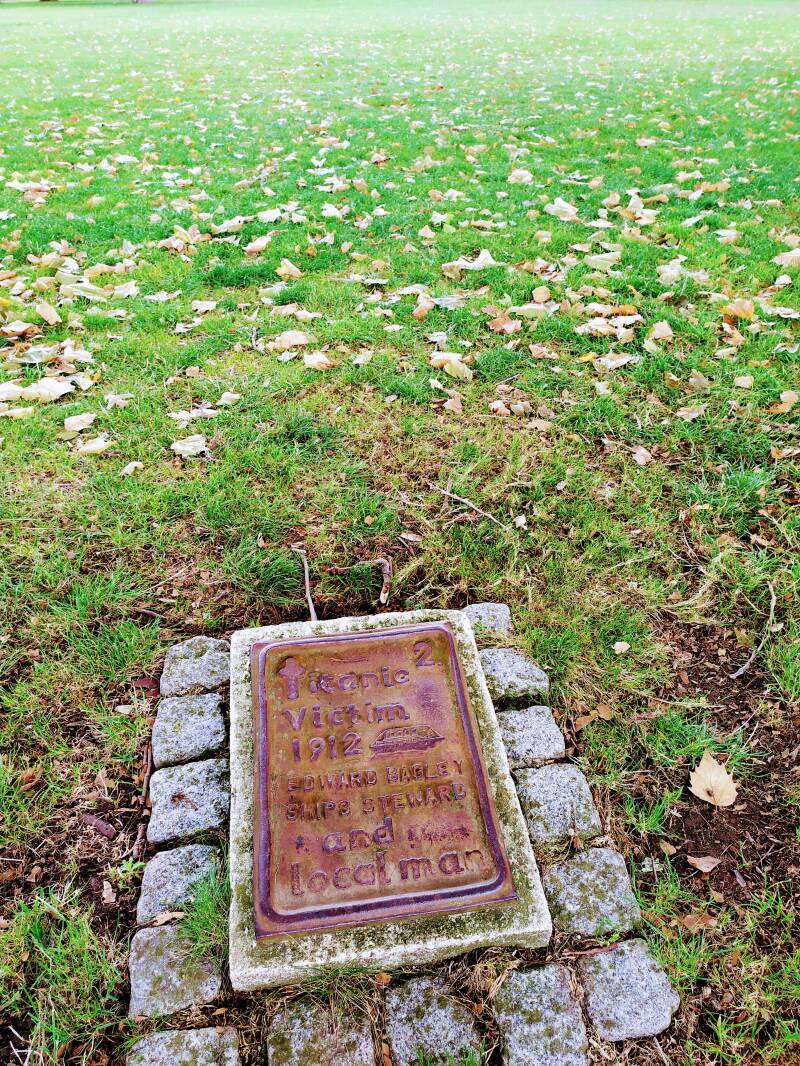 2.
Titanic
Victim
1912
EDWARD BAGLEY
SHIPS STEWARD
and
local man